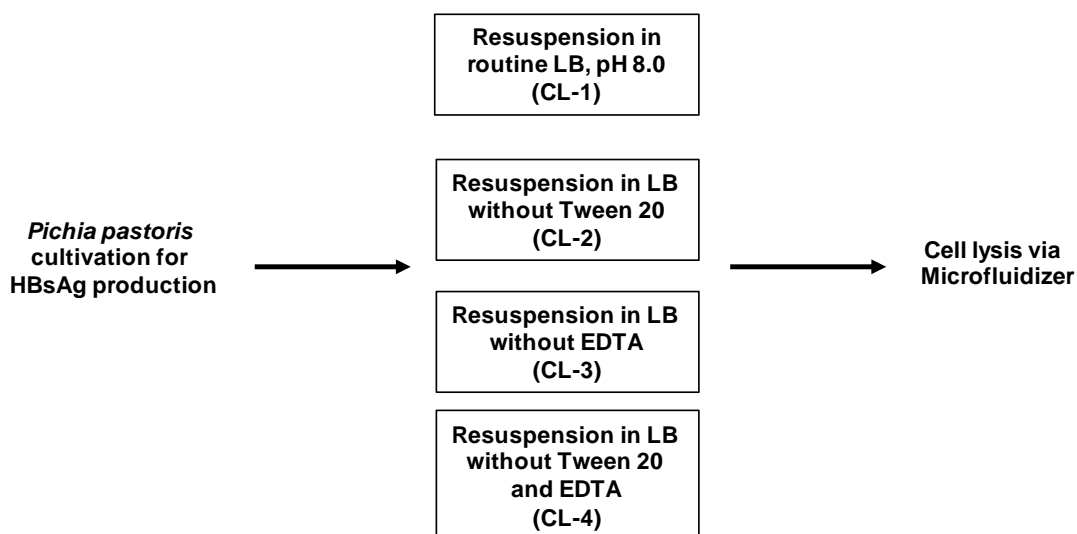 Resuspension in
routine LB, pH 8.0
(CL-1)
Pichia pastoris
cultivation for
HBsAg production
Resuspension in LB
without Tween 20
(CL-2)
Resuspension in LB
without EDTA
(CL-3)
Resuspension in LB
without Tween 20
and EDTA
(CL-4)
Cell lysis via
Microfluidizer